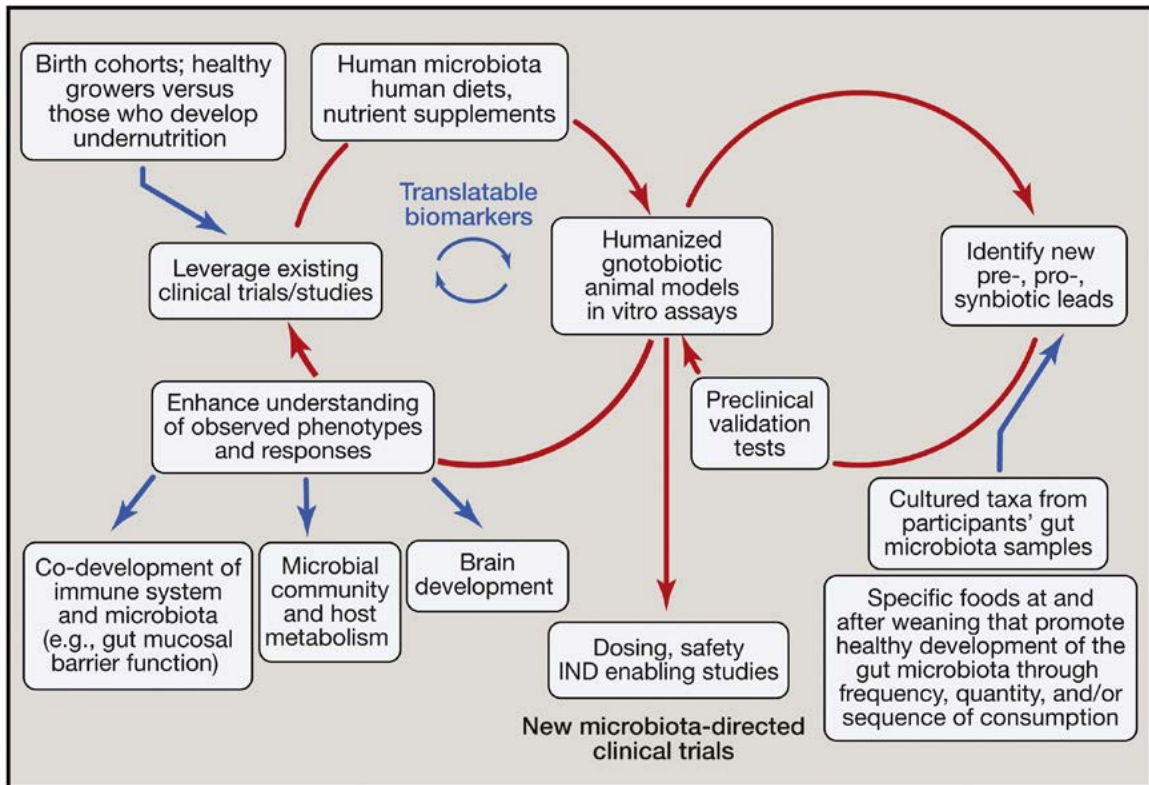 Birth cohorts; healthy
growers versus
those who develop
undernutrition
Human microbiota
human diets,
nutrient supplements
Translatable
biomarkers
Leverage existing
clinical trials/studies
Humanized
gnotobiotic
animal models
in vitro assays
Identify new
pre-, pro-,
synbiotic leads
Enhance understanding
of observed phenotypes
and responses
Preclinical
validation
tests
Co-development of
immune system
and microbiota
(e.g., gut mucosal
barrier function)
Microbial
community
and host
metabolism
Brain
development
Dosing, safety
IND enabling studies
New microbiota-directed
clinical trials
Cultured taxa from
participants’ gut
microbiota samples
Specific foods at and
after weaning that promote
healthy development of the
gut microbiota through
frequency, quantity, and/or
sequence of consumption